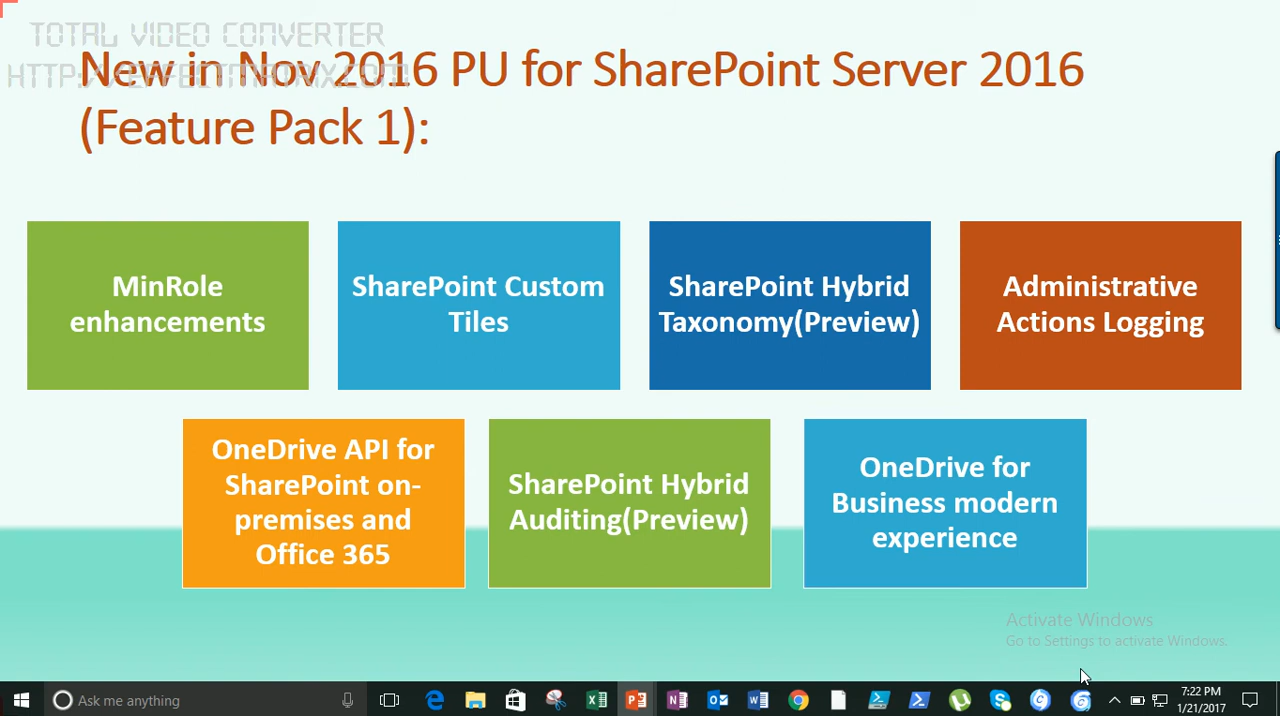 TOTAL VIDEO CONVERTER
New in Nov 2016 PU for SharePoint Server 2016
(Feature Pack 1):
MinRole
enhancements
SharePoint Custom
Tiles
SharePoint Hybrid
Taxonomy(Preview)
Administrative
Actions Logging
OneDrive API for
SharePoint on-
premises and
Office 365
SharePoint Hybrid
Auditing(Preview)
OneDrive for
Business modern
experience
Activate Windows
Go to Settings to activate Windows.
Ask me anything
7:22 PM
1/21/2017